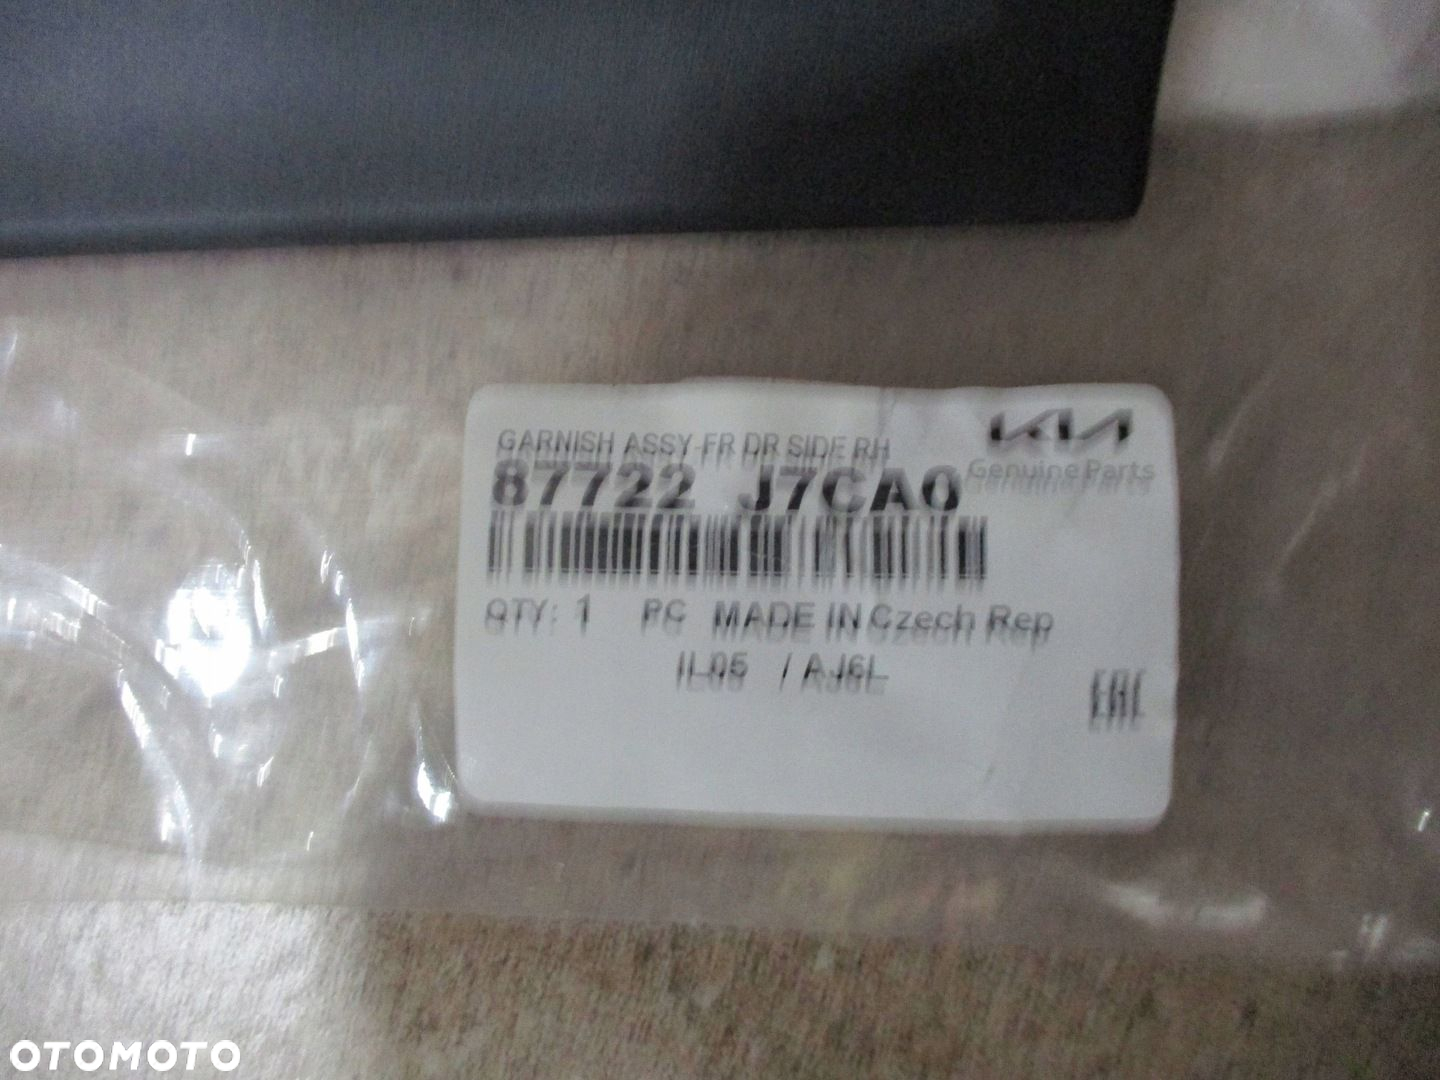 KIA
Genuine Parts
GARNISH ASSY-FR DR SIDE RH
87722 J7CA0
QTY: 1 PC MADE IN Czech Rep
IL05 / AJ6L
EAC
OTOMOTO